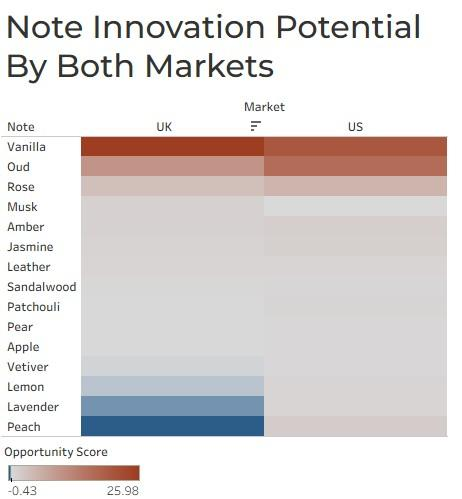 Note Innovation Potential
By Both Markets
Market
Note UK US
Vanilla
Oud
Rose
Musk
Amber
Jasmine
Leather
Sandalwood
Patchouli
Pear
Apple
Vetiver
Lemon
Lavender
Peach
Opportunity Score
-0.43 25.98